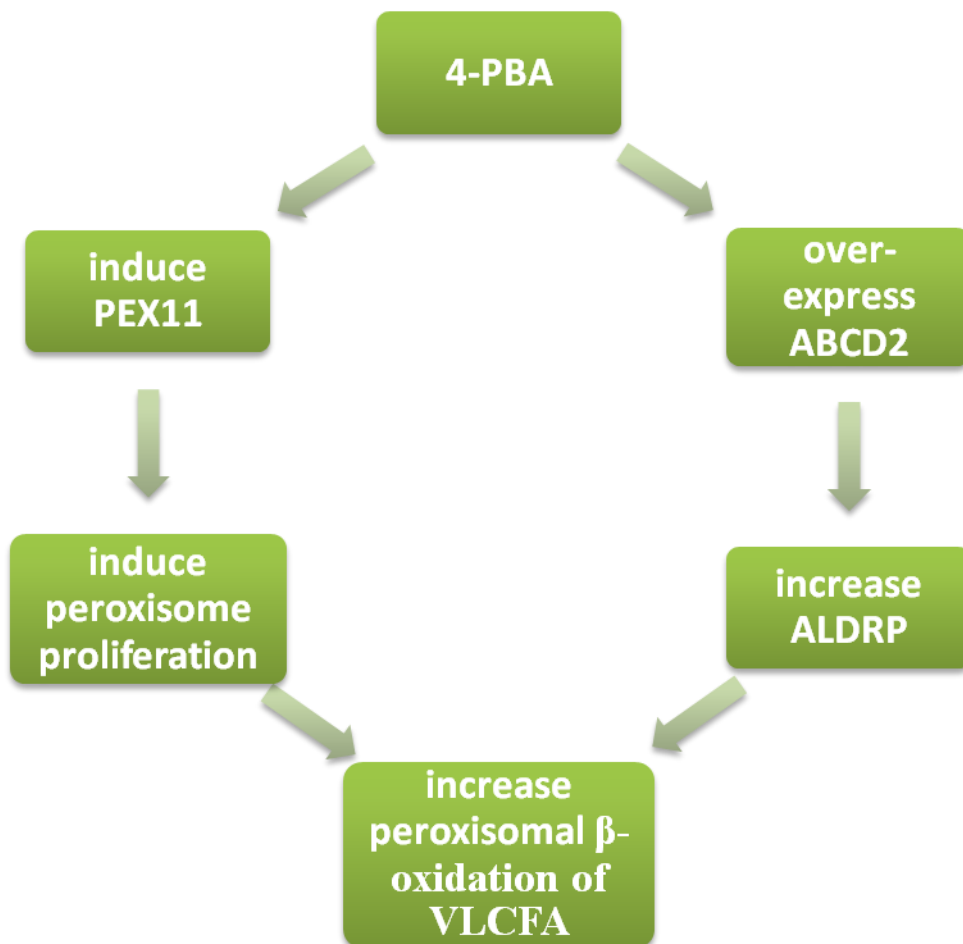 4-PBA
induce
PEX11
over-
express
ABCD2
induce
peroxisome
proliferation
increase
ALDRP
increase
peroxisomal β-
oxidation of
VLCFA